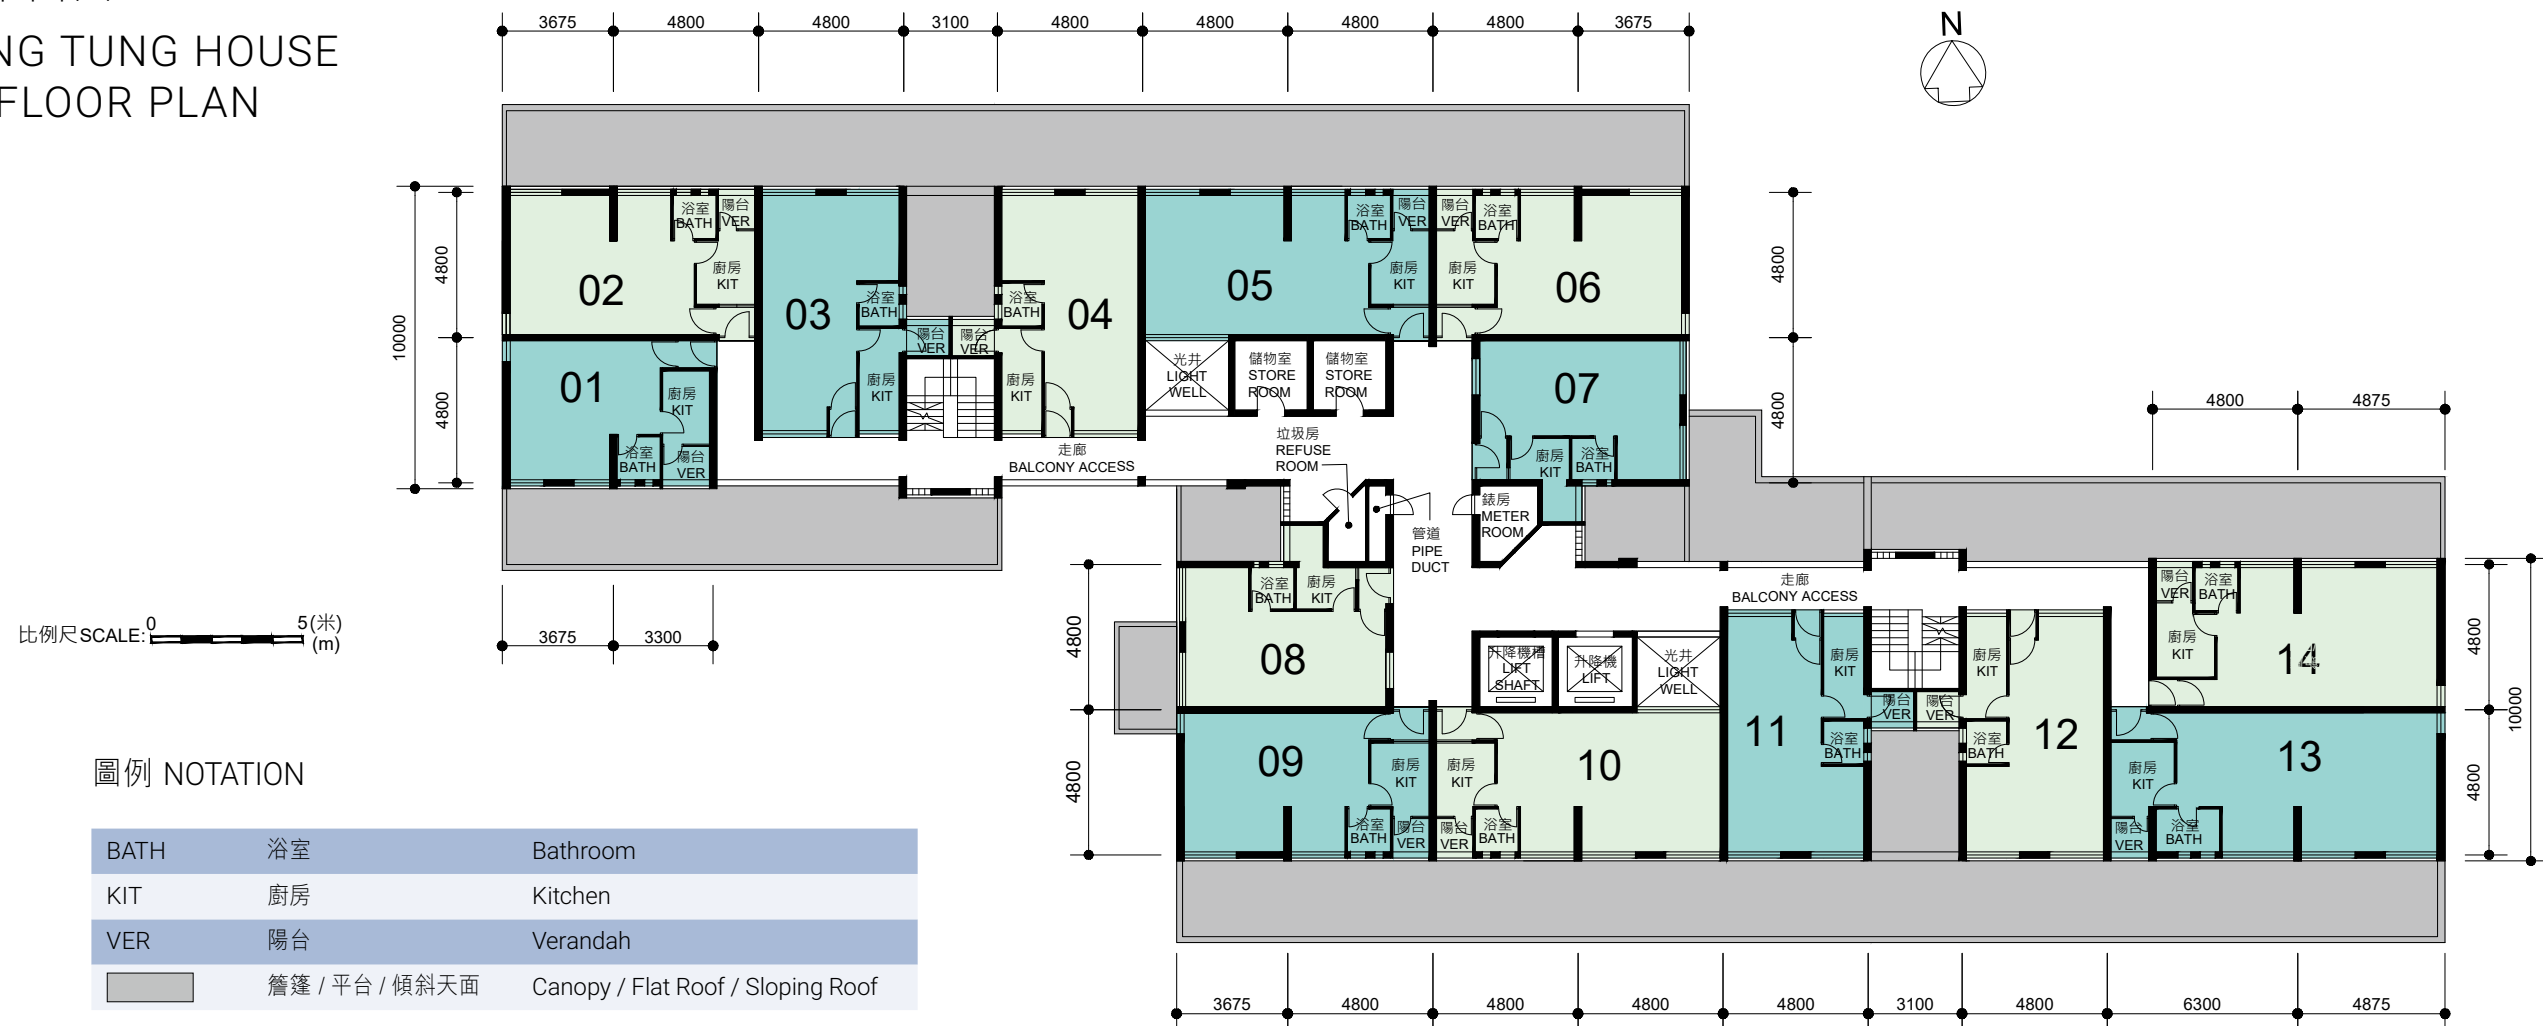 NG TUNG HOUSE
FLOOR PLAN
3675 4800 4800 3100 4800 4800 4800 4800 3675
N
10000
4800
4800
4800
4800
02
浴室
BATH
陽台
VER
廚房
KIT
01
廚房
KIT
浴室
BATH
陽台
VER
03
浴室
BATH
陽台
VER
廚房
KIT
04
浴室
BATH
陽台
VER
廚房
KIT
05
浴室
BATH
陽台
VER
廚房
KIT
06
陽台
VER
浴室
BATH
廚房
KIT
光井
LIGHT
WELL
儲物室
STORE
ROOM
儲物室
STORE
ROOM
07
廚房
KIT
浴室
BATH
走廊
BALCONY ACCESS
垃圾房
REFUSE
ROOM
管道
PIPE
DUCT
錶房
METER
ROOM
4800 4875
3675 3300
比例尺SCALE: 0 5(米)
(m)
4800
4800
08
浴室
BATH
廚房
KIT
09
廚房
KIT
浴室
BATH
陽台
VER
10
廚房
KIT
陽台
VER
浴室
BATH
升降機槽
LIFT
SHAFT
升降機
LIFT
光井
LIGHT
WELL
走廊
BALCONY ACCESS
11
廚房
KIT
陽台
VER
浴室
BATH
12
廚房
KIT
陽台
VER
浴室
BATH
14
陽台
VER
浴室
BATH
廚房
KIT
13
廚房
KIT
陽台
VER
浴室
BATH
4800
4800
10000
3675 4800 4800 4800 4800 3100 4800 6300 4875
圖例 NOTATION
BATH 浴室 Bathroom
KIT 廚房 Kitchen
VER 陽台 Verandah
簷篷 / 平台 / 傾斜天面 Canopy / Flat Roof / Sloping Roof